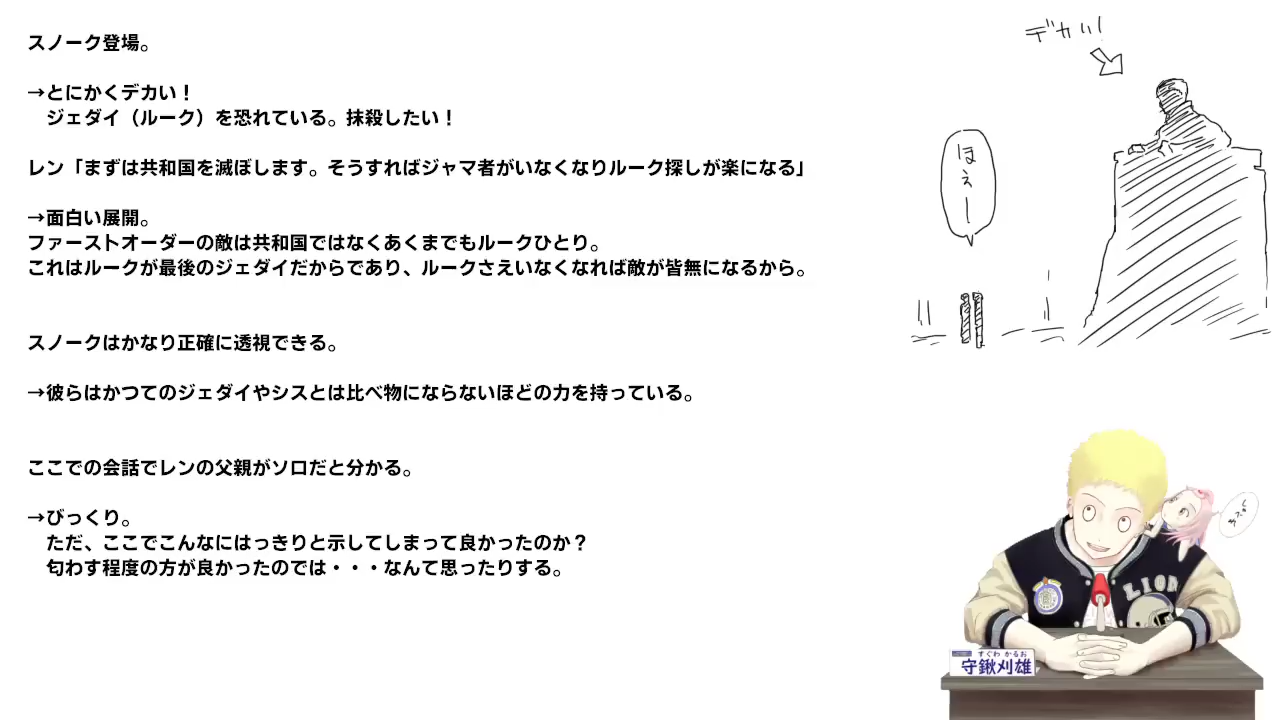 スノーク登場。
→とにかくデカい！
ジェダイ（ルーク）を恐れている。抹殺したい！
レン「まずは共和国を滅ぼします。そうすればジャマ者がいなくなりルーク探しが楽になる」
→面白い展開。
ファーストオーダーの敵は共和国ではなくあくまでもルークひとり。
これはルークが最後のジェダイだからであり、ルークさえいなくなれば敵が皆無になるから。
スノークはかなり正確に透視できる。
→彼らはかつてのジェダイやシスとは比べ物にならないほどの力を持っている。
ここでの会話でレンの父親がソロだと分かる。
→びっくり。
ただ、ここでこんなにはっきりと示してしまって良かったのか？
匂わす程度の方が良かったのでは・・・なんて思ったりする。
デカい！
ほえー
LION
すぐわ かるお
守鍬刈雄